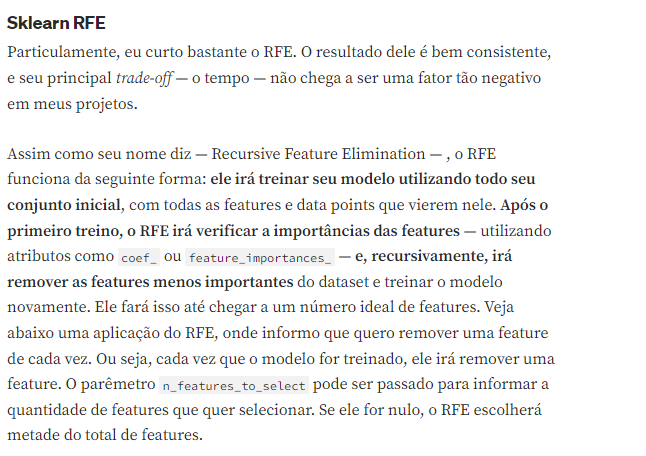 Sklearn RFE
Particulamente, eu curto bastante o RFE. O resultado dele é bem consistente,
e seu principal trade-off — o tempo — não chega a ser uma fator tão negativo
em meus projetos.
Assim como seu nome diz — Recursive Feature Elimination — , o RFE
funciona da seguinte forma: ele irá treinar seu modelo utilizando todo seu
conjunto inicial, com todas as features e data points que vierem nele. Após o
primeiro treino, o RFE irá verificar a importâncias das features — utilizando
atributos como coef_ ou feature_importances_ — e, recursivamente, irá
remover as features menos importantes do dataset e treinar o modelo
novamente. Ele fará isso até chegar a um número ideal de features. Veja
abaixo uma aplicação do RFE, onde informo que quero remover uma feature
de cada vez. Ou seja, cada vez que o modelo for treinado, ele irá remover uma
feature. O parêmetro n_features_to_select pode ser passado para informar a
quantidade de features que quer selecionar. Se ele for nulo, o RFE escolherá
metade do total de features.